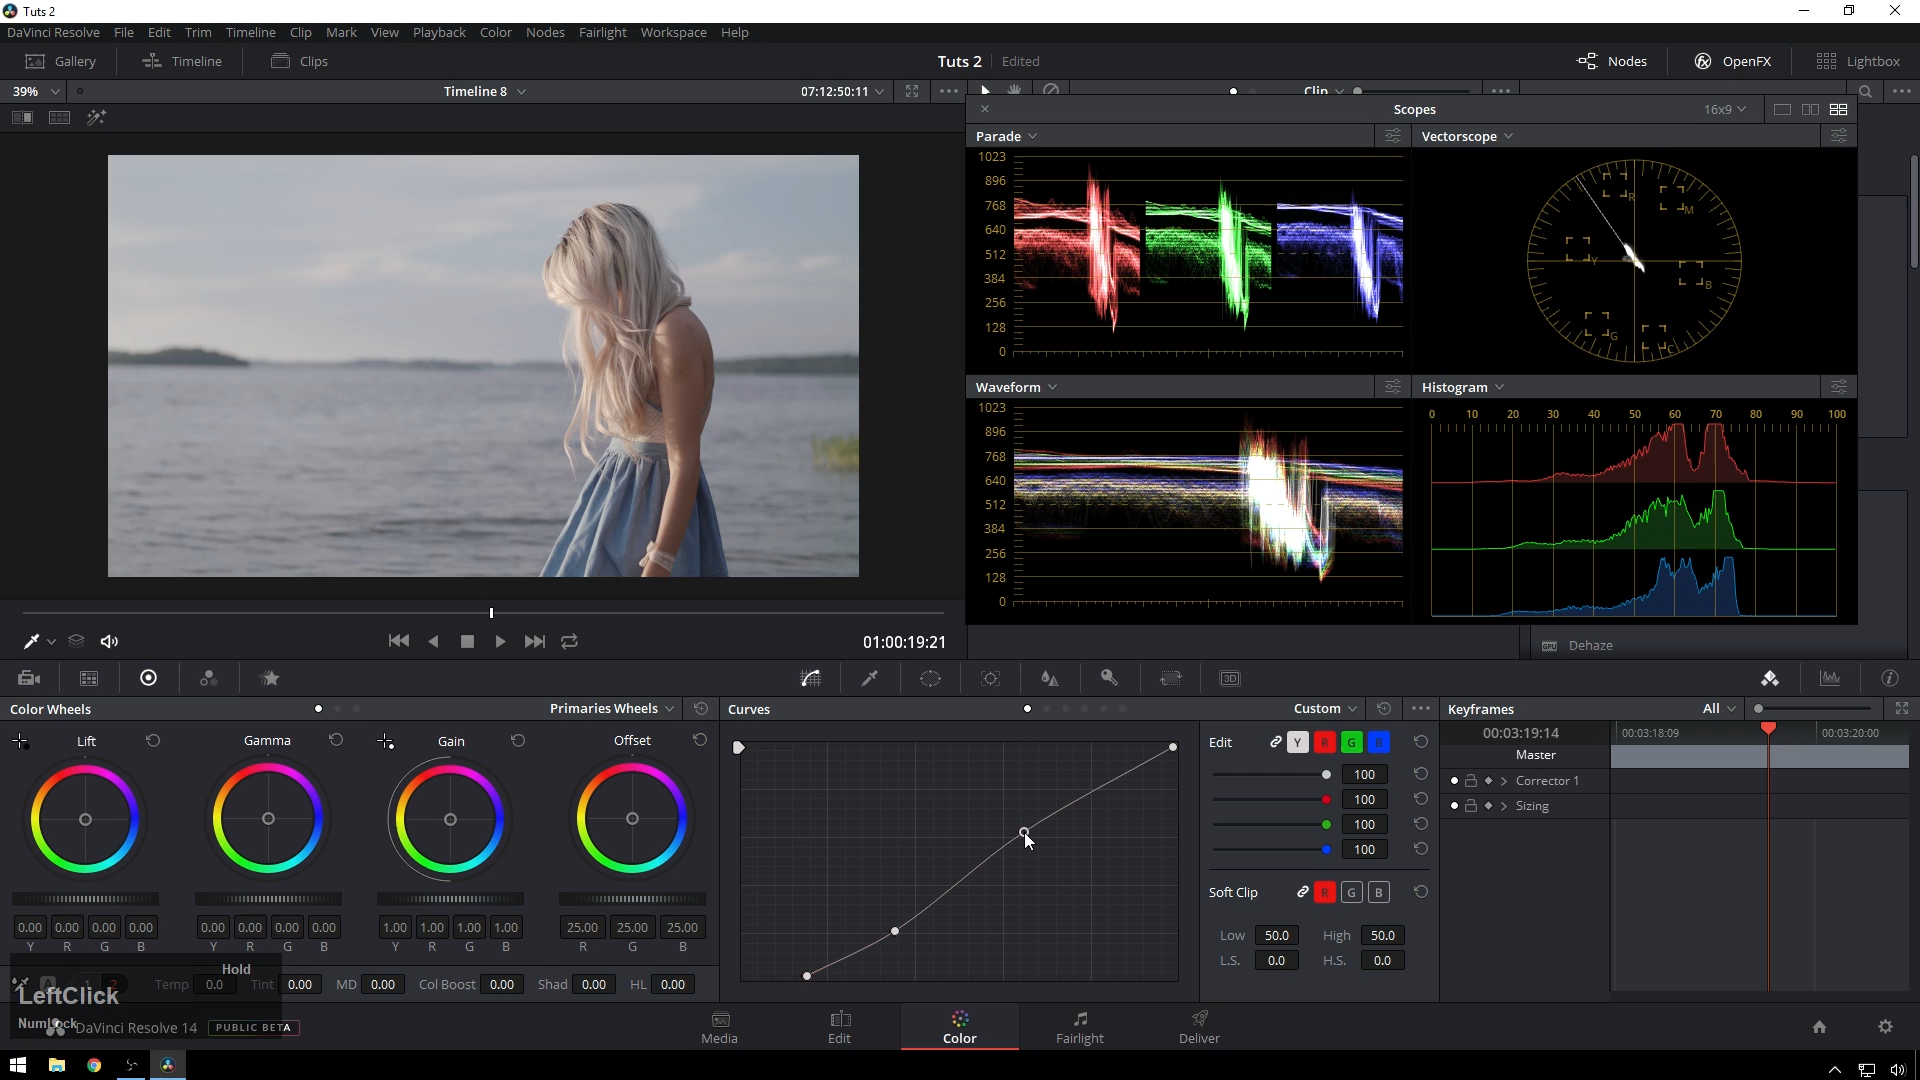 Tuts 2
DaVinci Resolve File Edit Trim Timeline Clip Mark View Playback Color Nodes Fairlight Workspace Help
Gallery Timeline Clips Tuts 2 Edited Nodes OpenFX Lightbox
39% Timeline 8 07:12:50:11 Clip
Scopes 16x9
Parade Vectorscope
1023
896
768
640
512
384
256
128
0
R
M
Y
B
G
C
Waveform Histogram
1023
896
768
640
512
384
256
128
0
0 10 20 30 40 50 60 70 80 90 100
01:00:19:21
GPU Dehaze
3D
Color Wheels Primaries Wheels Curves Custom Keyframes All
Lift Gamma Gain Offset
0.00 0.00 0.00 0.00 0.00 0.00 0.00 0.00 1.00 1.00 1.00 1.00 25.00 25.00 25.00
Y R G B Y R G B Y R G B R G B
A 1 2 Temp 0.0 Tint 0.00 MD 0.00 Col Boost 0.00 Shad 0.00 HL 0.00
Edit Y R G B
100
100
100
100
Soft Clip R G B
Low 50.0 High 50.0
L.S. 0.0 H.S. 0.0
00:03:19:14 00:03:18:09 00:03:20:00
Master
Corrector 1
Sizing
Hold
LeftClick
NumLock
DaVinci Resolve 14 PUBLIC BETA
Media Edit Color Fairlight Deliver